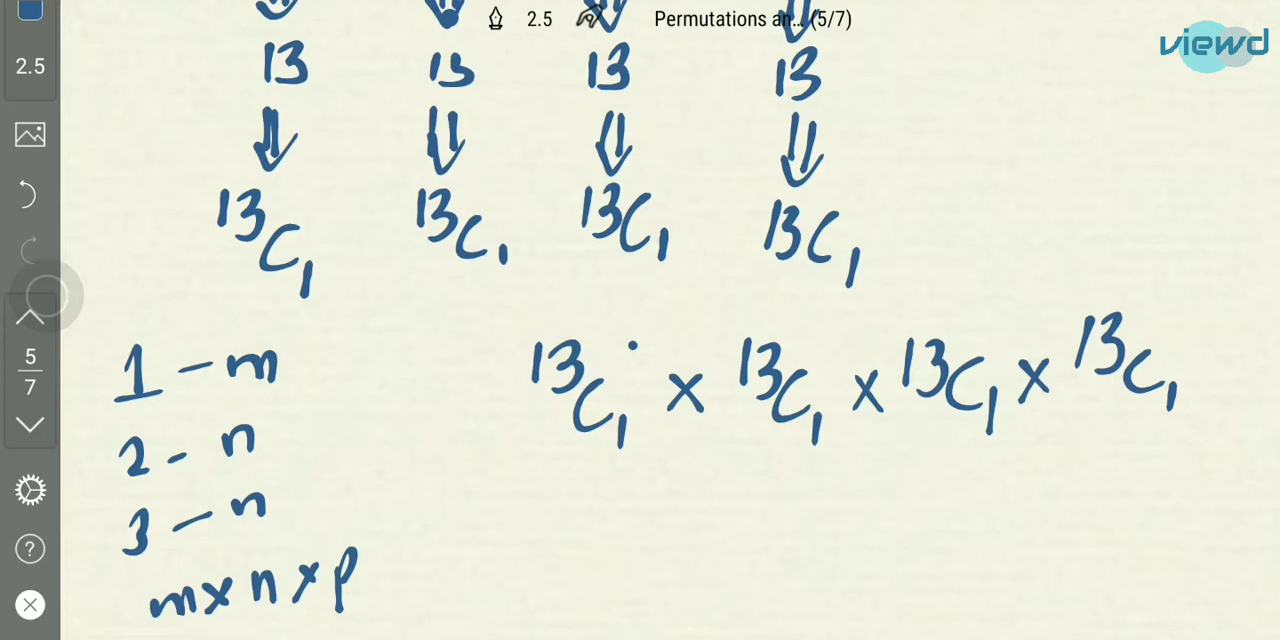 2.5 Permutations an... (5/7)
viewd
2.5
13 13 13 13
¹³C₁ ¹³C₁ ¹³C₁ ¹³C₁
5
7
1 - m
2 - n
3 - n
m x n x p
¹³C₁ x ¹³C₁ x ¹³C₁ x ¹³C₁
?